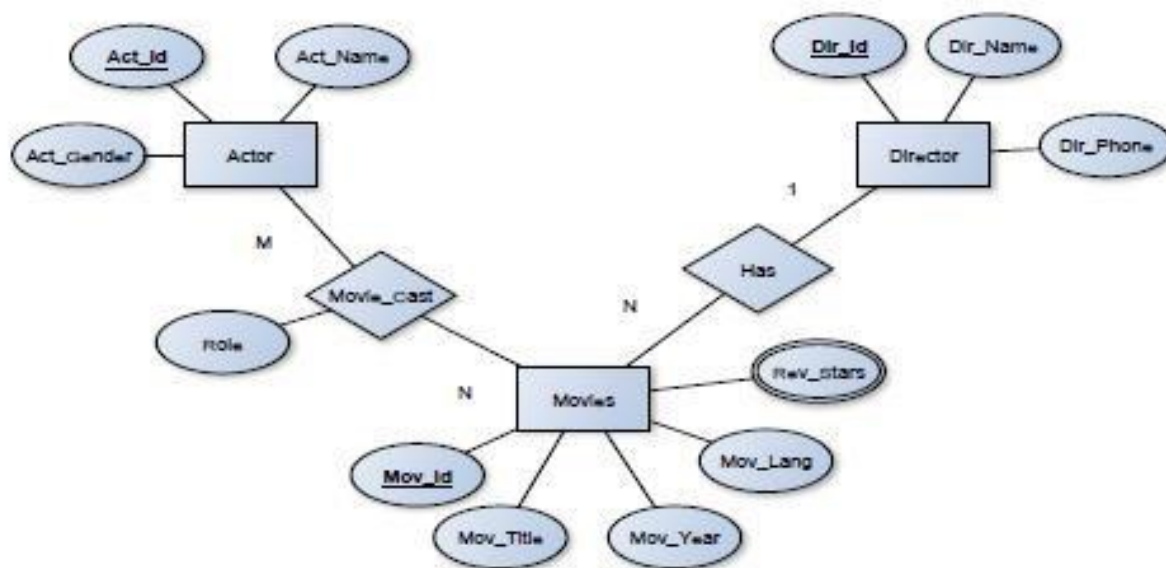 Act_Id
Act_Name
Dir_Id
Dir_Name
Act_Gender
Actor
Director
Dir_Phone
1
M
Has
Movie_Cast
N
Role
Rev_Stars
N
Movies
Mov_Lang
Mov_Id
Mov_Title
Mov_Year